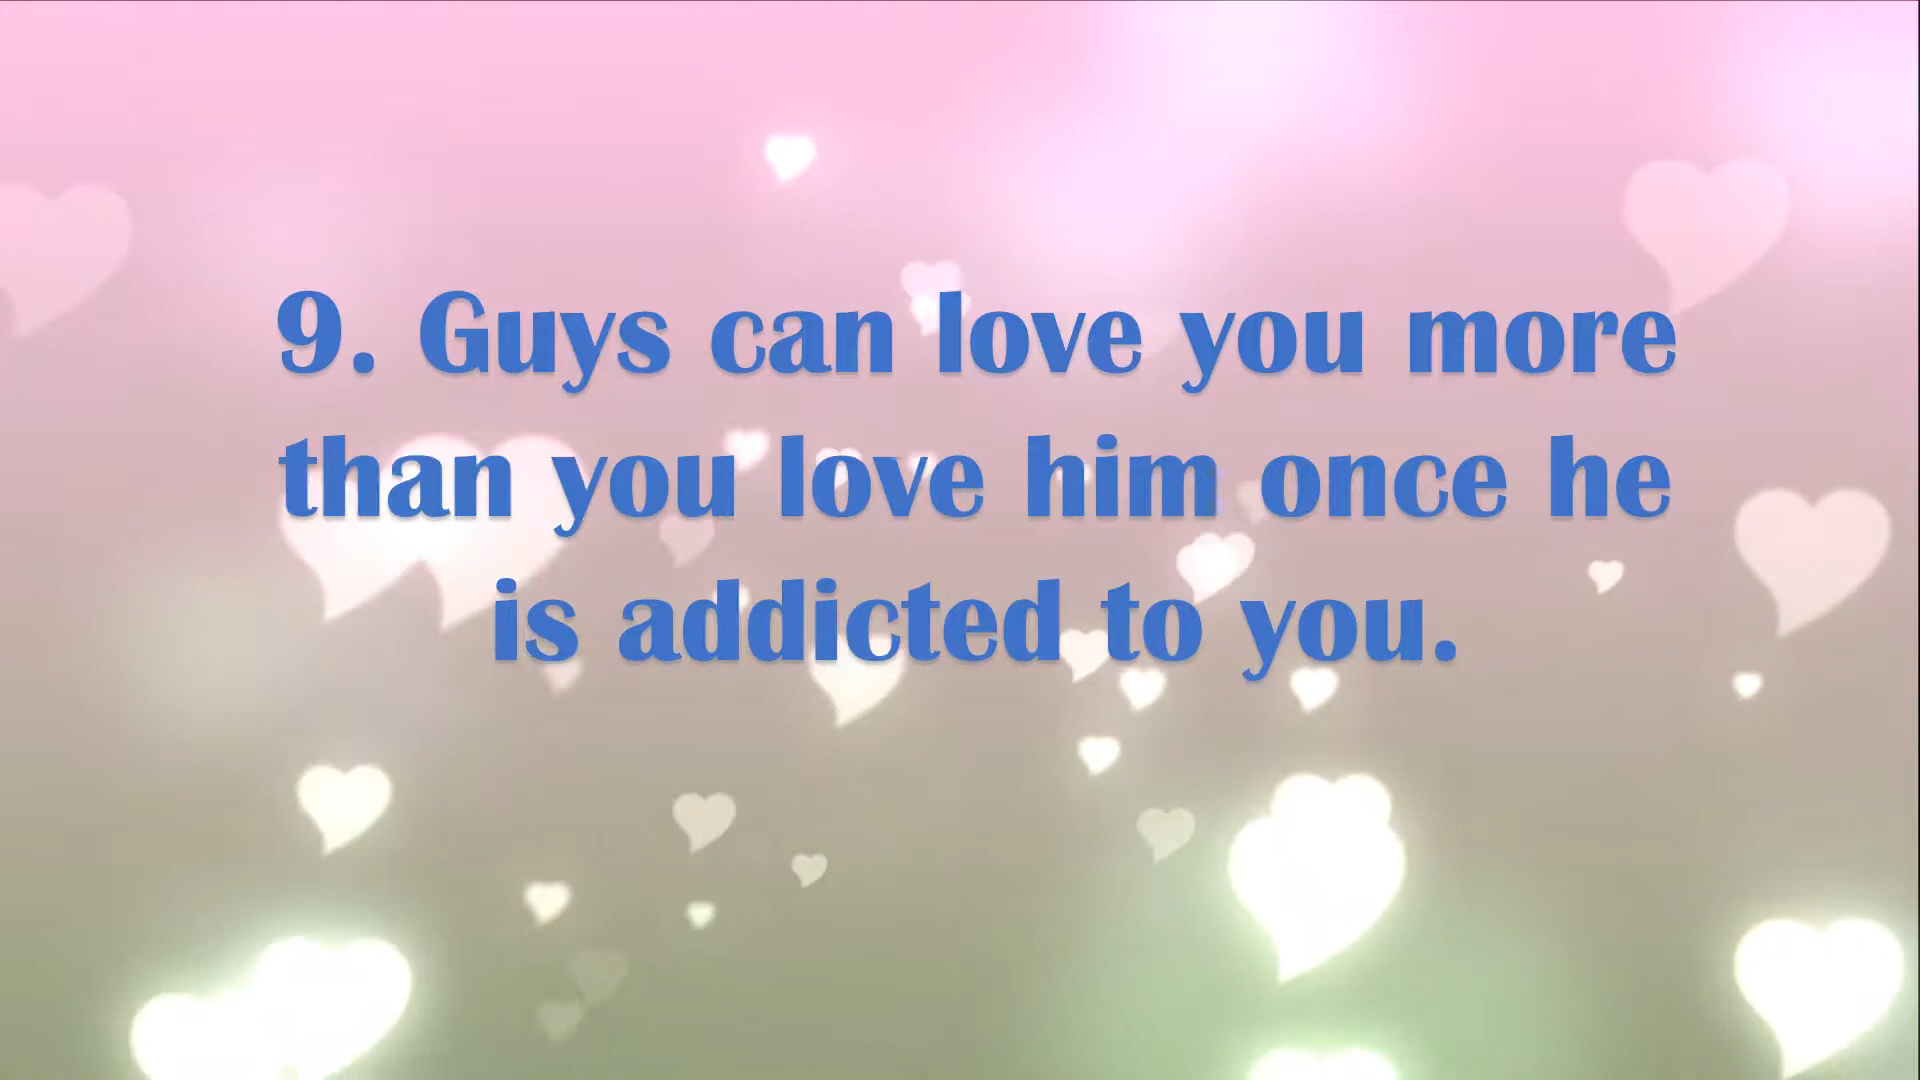 9. Guys can love you more
than you love him once he
is addicted to you.